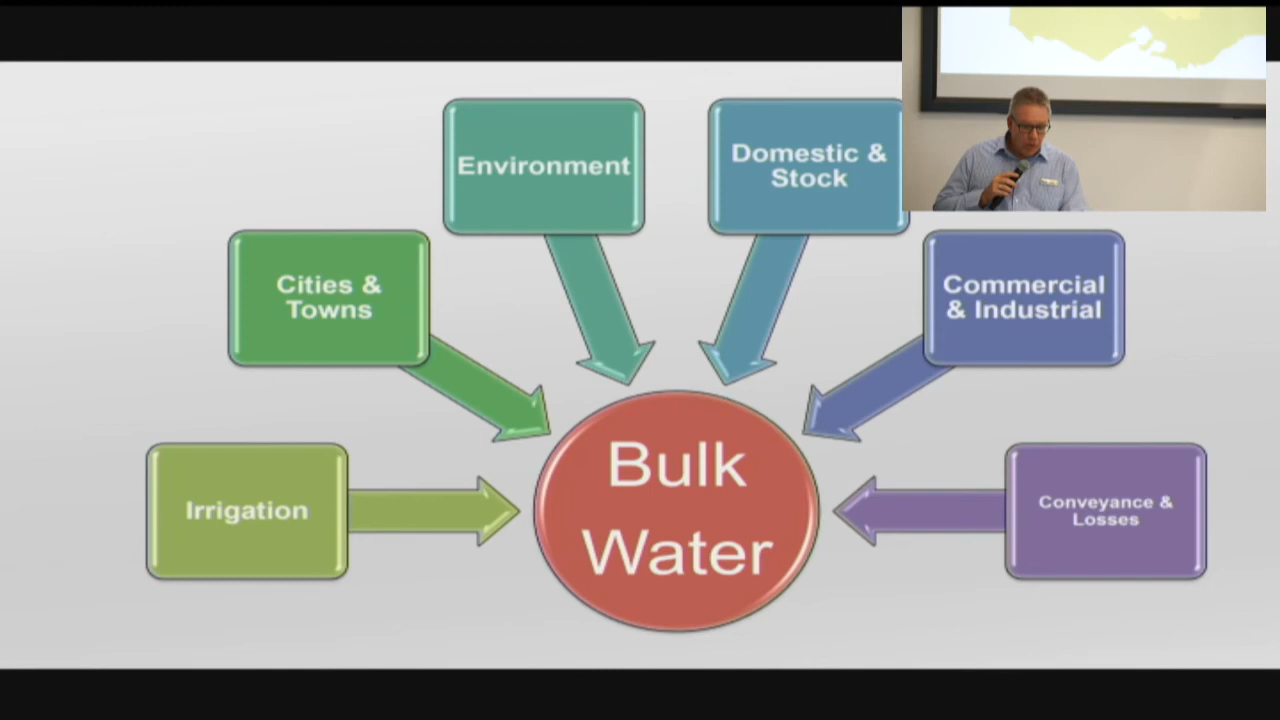 Environment
Domestic &
Stock
Cities &
Towns
Commercial
& Industrial
Irrigation
Bulk
Water
Conveyance &
Losses